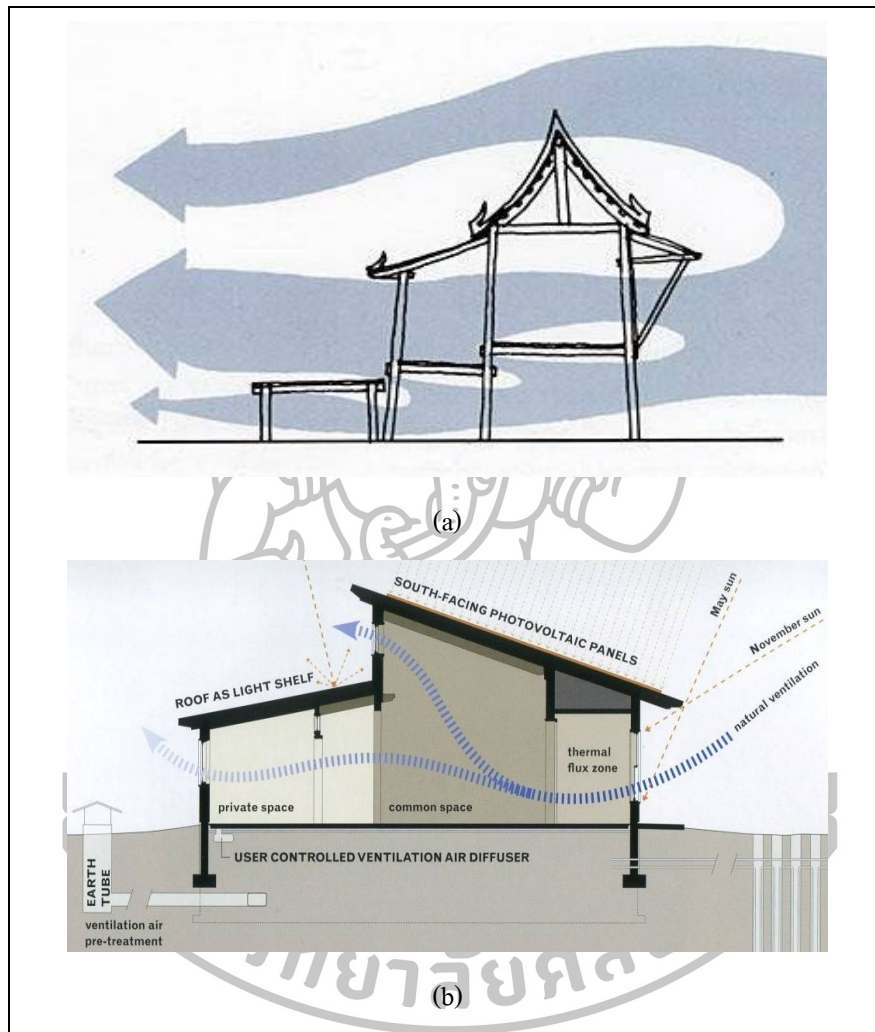 (a)
SOUTH-FACING PHOTOVOLTAIC PANELS
May sun
November sun
natural ventilation
ROOF AS LIGHT SHELF
thermal
flux zone
private space
common space
USER CONTROLLED VENTILATION AIR DIFFUSER
EARTH
TUBE
ventilation air
pre-treatment
(b)